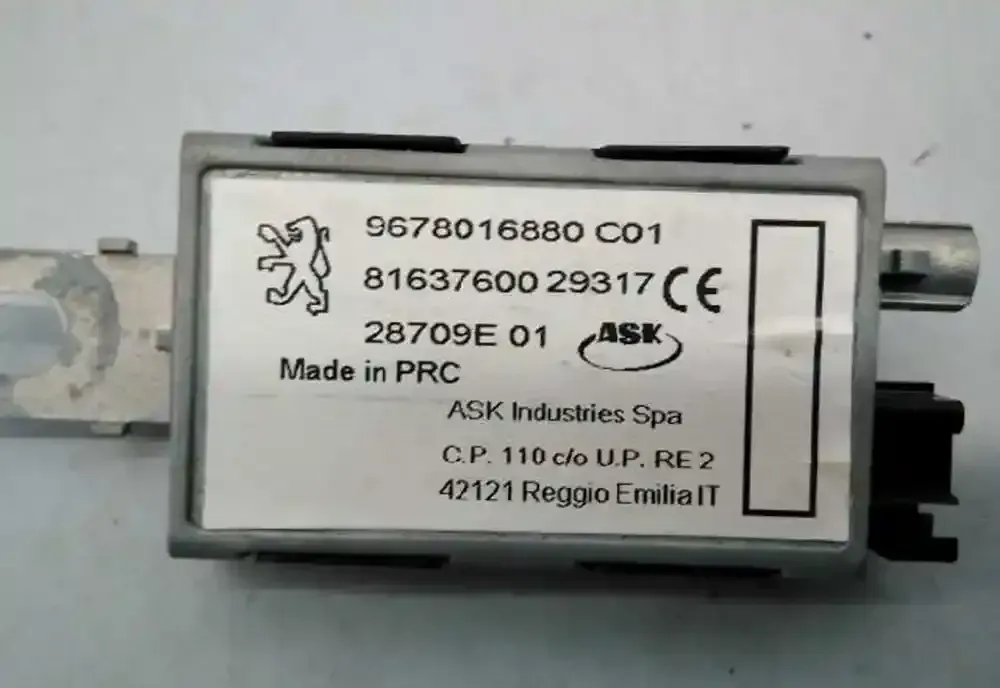 9678016880 C01
81637600 29317 CE
28709E 01 ASK
Made in PRC
ASK Industries Spa
C.P. 110 c/o U.P. RE 2
42121 Reggio Emilia IT